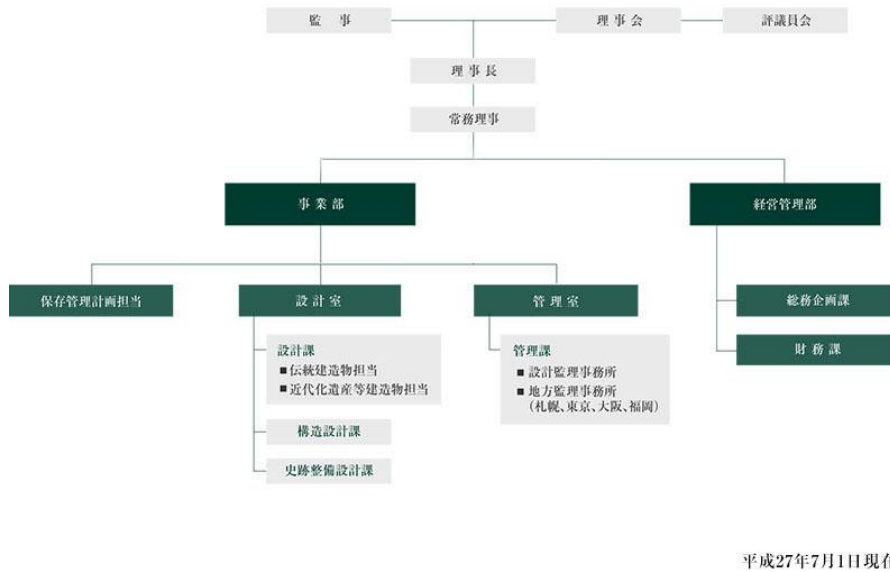 監事
理事会
評議員会
理事長
常務理事
事業部
経営管理部
保存管理計画担当
設計室
管理室
総務企画課
設計課
■伝統建造物担当
■近代化遺産等建造物担当
管理課
■設計監理事務所
■地方監理事務所
(札幌、東京、大阪、福岡)
財務課
構造設計課
史跡整備設計課
平成27年7月1日現在